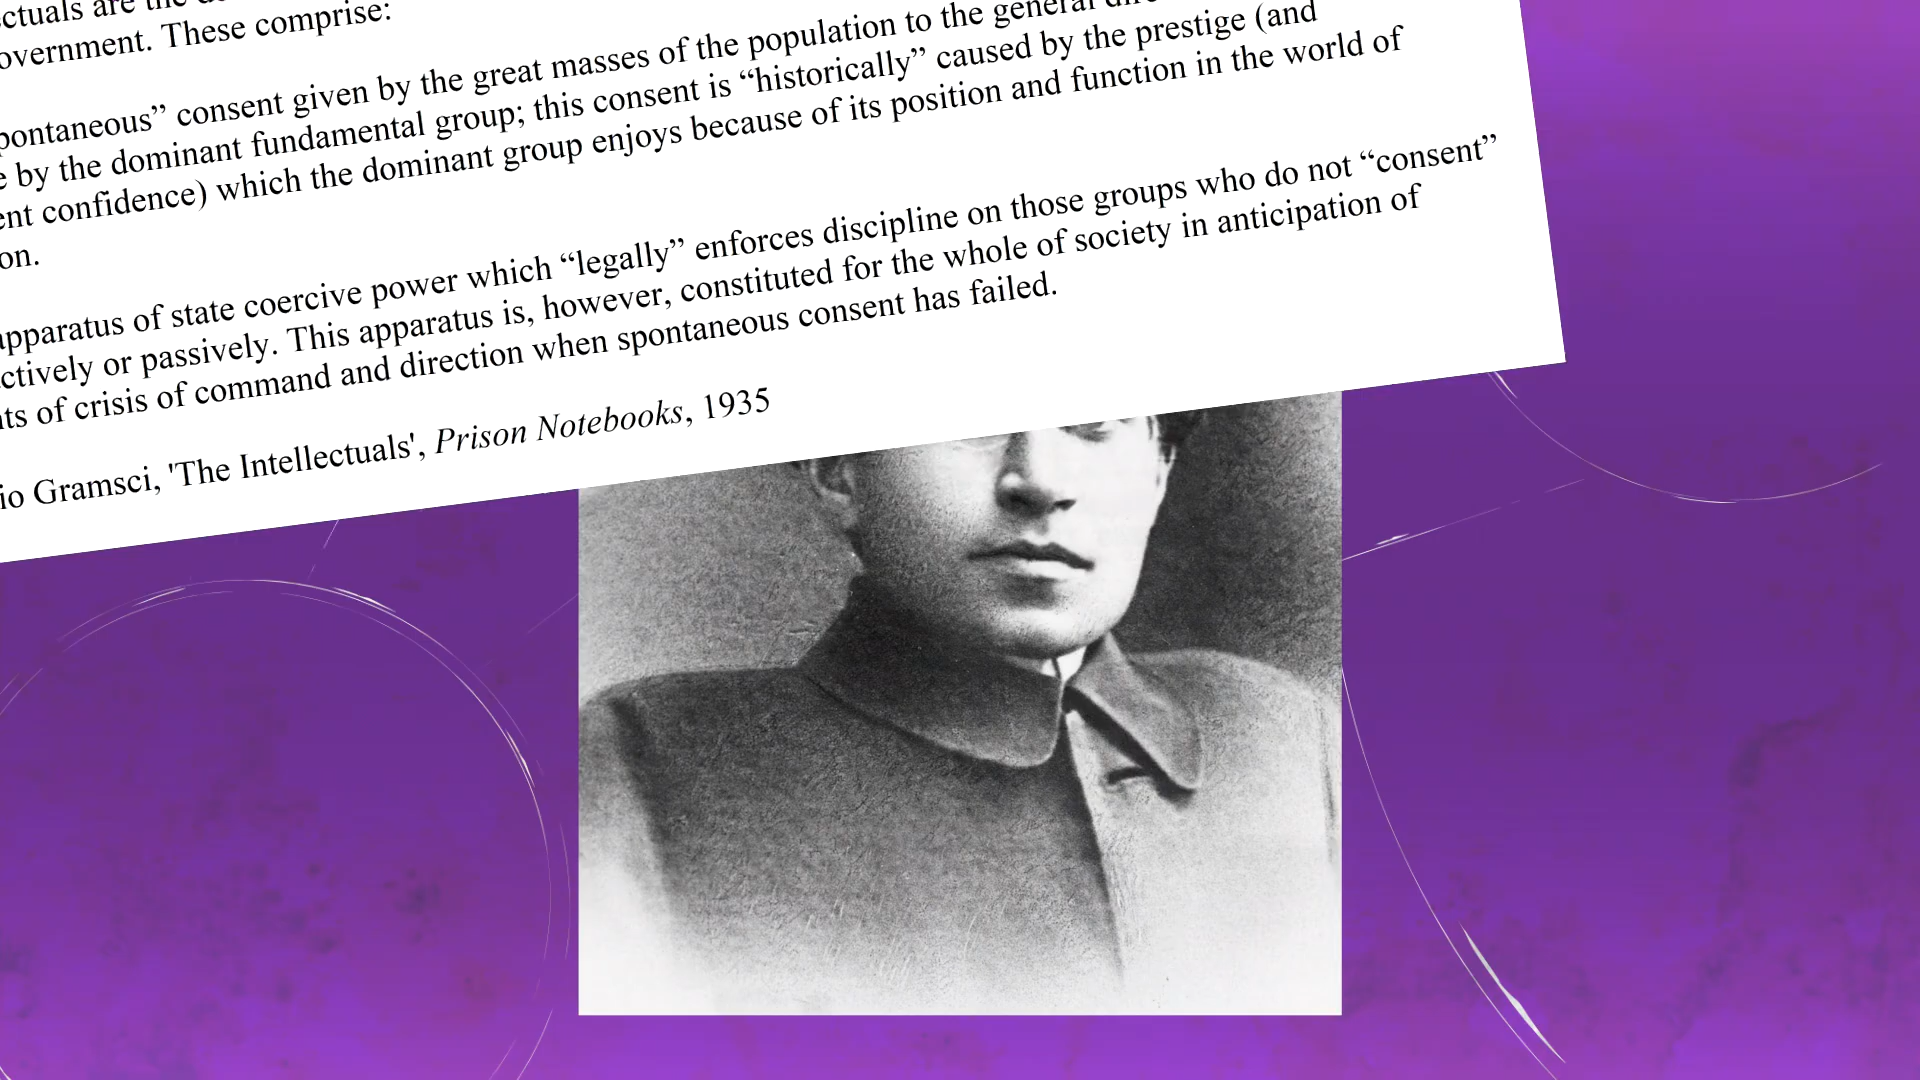 are the
overnment. These comprise:
pontaneous” consent given by the great masses of the population to the general
e by the dominant fundamental group; this consent is “historically” caused by the prestige (and
ent confidence) which the dominant group enjoys because of its position and function in the world of
on.
apparatus of state coercive power which “legally” enforces discipline on those groups who do not “consent”
ctively or passively. This apparatus is, however, constituted for the whole of society in anticipation of
nts of crisis of command and direction when spontaneous consent has failed.
io Gramsci, 'The Intellectuals', Prison Notebooks, 1935